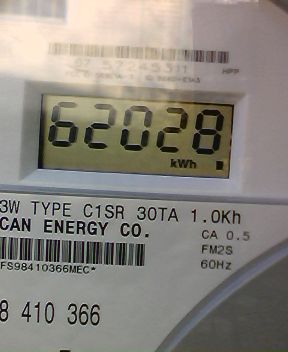 62028
kWh
3W TYPE C1SR 30TA 1.0Kh
CAN ENERGY CO.
CA 0.5
FM2S
60Hz
FS98410366MEC*
8 410 366